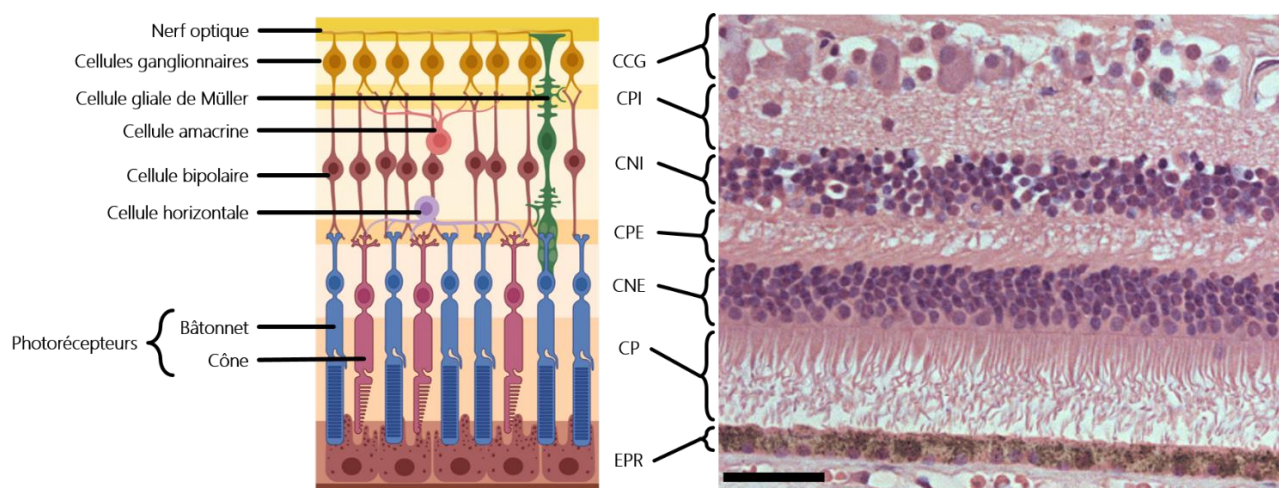 Nerf optique
Cellules ganglionnaires
Cellule gliale de Müller
Cellule amacrine
Cellule bipolaire
Cellule horizontale
Photorécepteurs
Bâtonnet
Cône
CCG
CPI
CNI
CPE
CNE
CP
EPR